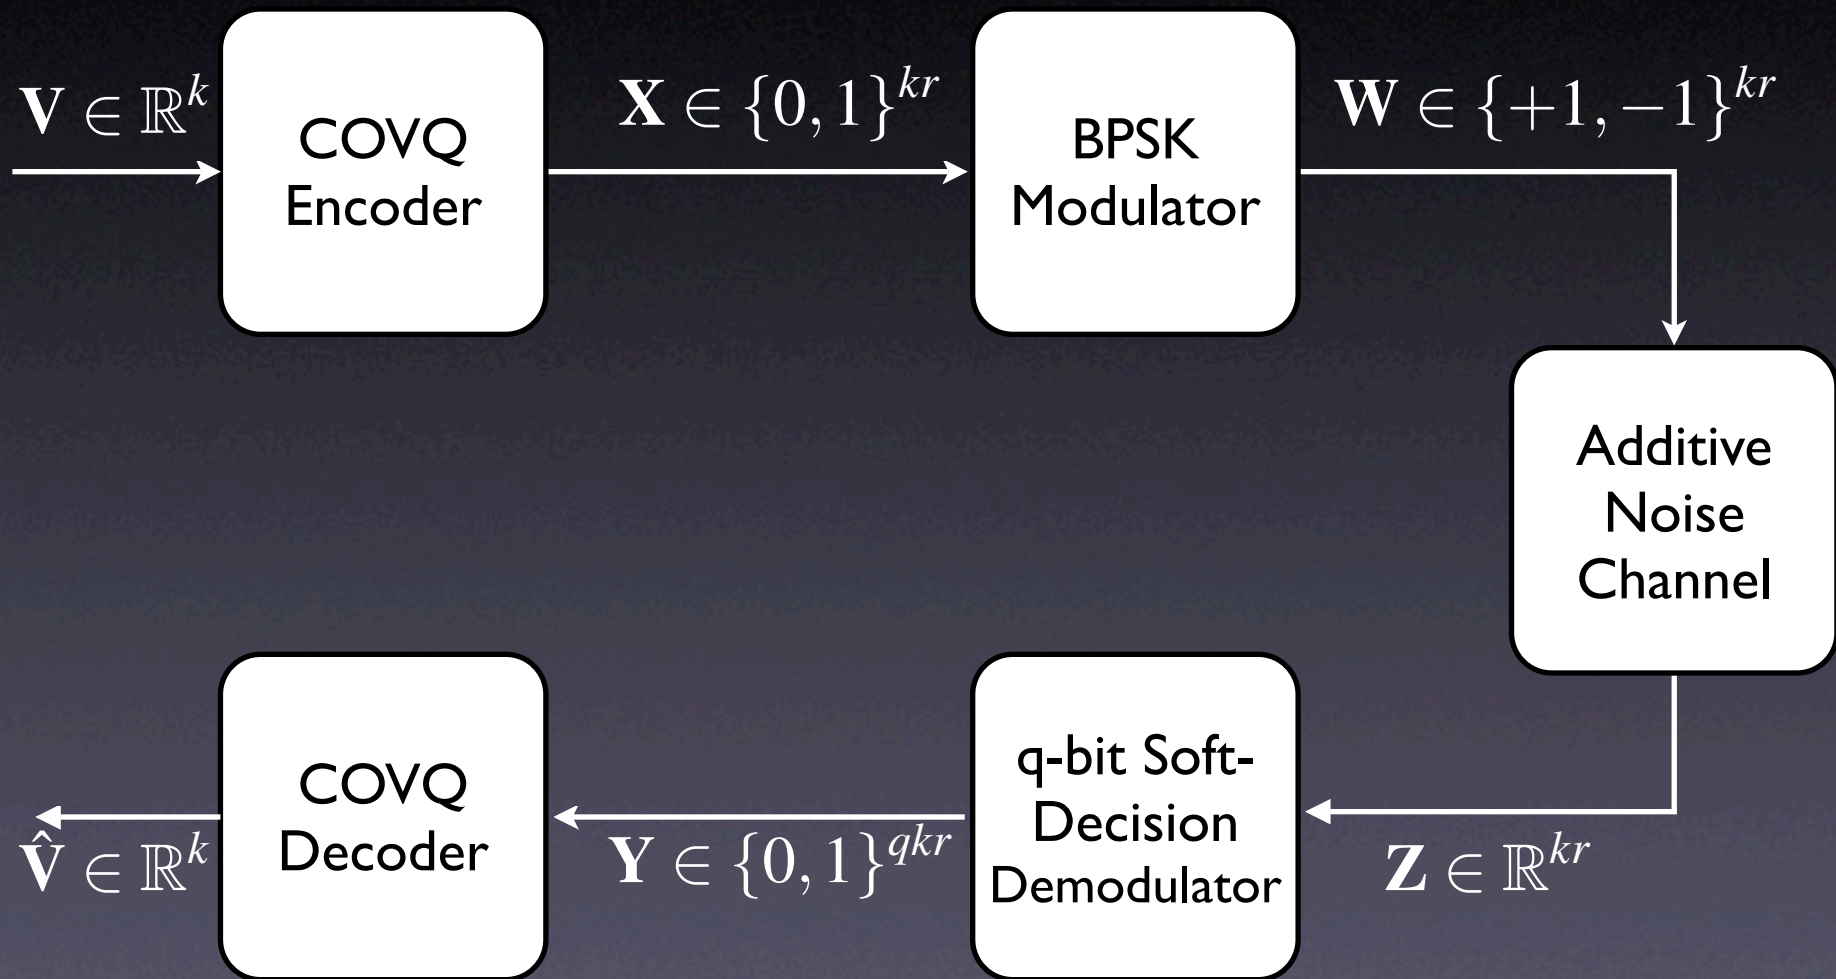 V ∈ ℝ^k
COVQ
Encoder
X ∈ {0, 1}^{kr}
BPSK
Modulator
W ∈ {+1, −1}^{kr}
Additive
Noise
Channel
Z ∈ ℝ^{kr}
q-bit Soft-
Decision
Demodulator
Y ∈ {0, 1}^{qkr}
COVQ
Decoder
V̂ ∈ ℝ^k